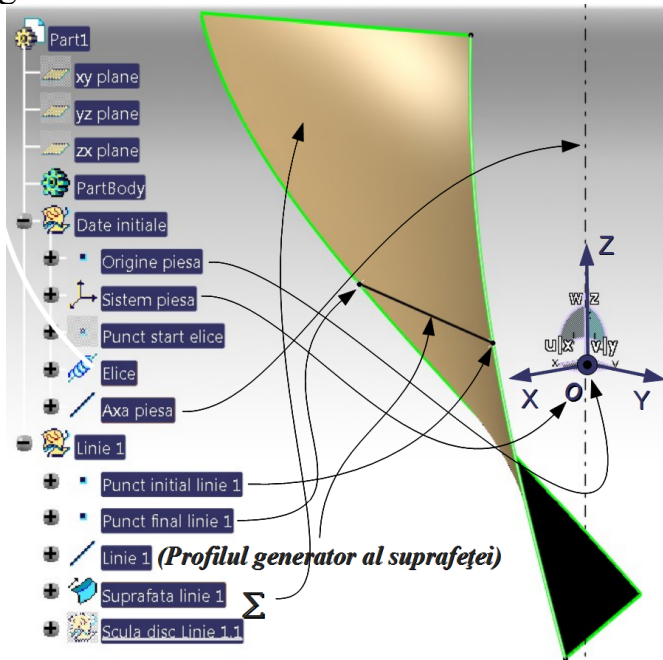 Part1
xy plane
yz plane
zx plane
PartBody
Date initiale
Origine piesa
Sistem piesa
Punct start elice
Elice
Axa piesa
Linie 1
Punct initial linie 1
Punct final linie 1
Linie 1 (Profilul generator al suprafeţei)
Suprafata linie 1 Σ
Scula disc Linie 1.1
Z
w z
u|x v|y
x y
X O Y